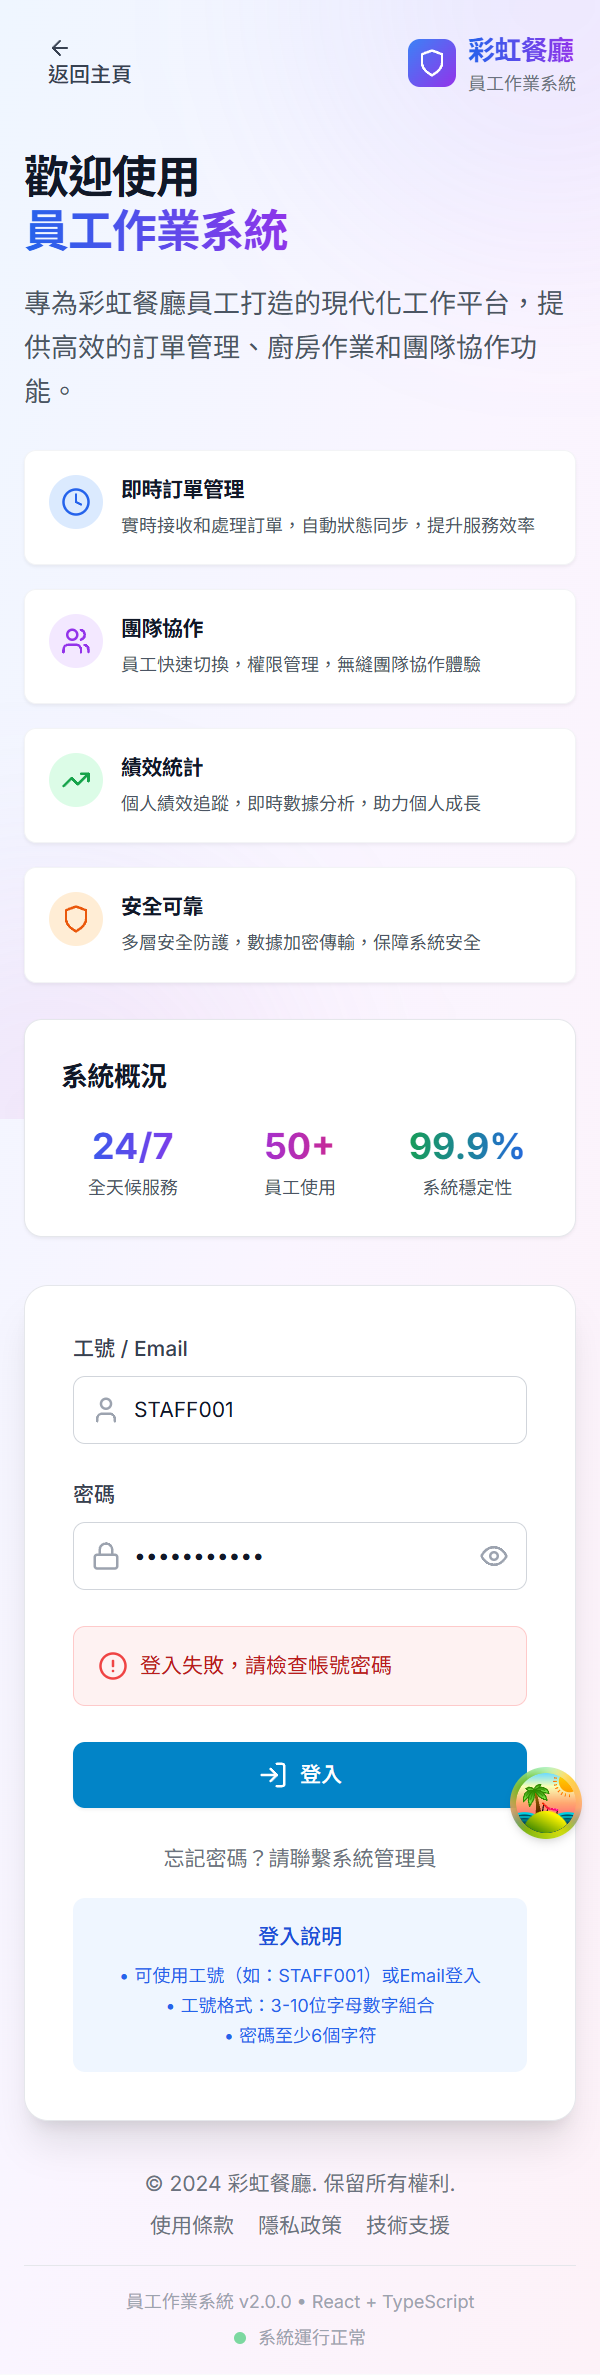 返回主頁
彩虹餐廳
員工作業系統
歡迎使用
員工作業系統
專為彩虹餐廳員工打造的現代化工作平台，提
供高效的訂單管理、廚房作業和團隊協作功
能。
即時訂單管理
實時接收和處理訂單，自動狀態同步，提升服務效率
團隊協作
員工快速切換，權限管理，無縫團隊協作體驗
績效統計
個人績效追蹤，即時數據分析，助力個人成長
安全可靠
多層安全防護，數據加密傳輸，保障系統安全
系統概況
24/7
全天候服務
50+
員工使用
99.9%
系統穩定性
工號 / Email
STAFF001
密碼
•••••••••••
登入失敗，請檢查帳號密碼
登入
忘記密碼？請聯繫系統管理員
登入說明
• 可使用工號（如：STAFF001）或Email登入
• 工號格式：3-10位字母數字組合
• 密碼至少6個字符
© 2024 彩虹餐廳. 保留所有權利.
使用條款 隱私政策 技術支援
員工作業系統 v2.0.0 • React + TypeScript
系統運行正常